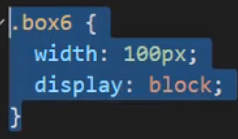 .box6 {
  width: 100px;
  display: block;
}